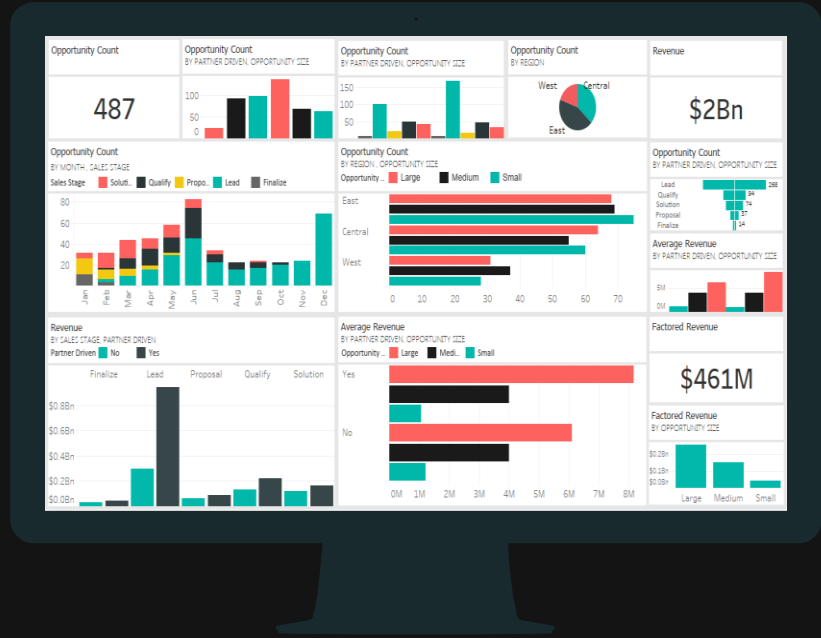 Opportunity Count
487
Opportunity Count
BY PARTNER DRIVEN, OPPORTUNITY SIZE
100
50
0
Opportunity Count
BY PARTNER DRIVEN, OPPORTUNITY SIZE
150
100
50
Opportunity Count
BY REGION
West
Central
East
Revenue
$2Bn
Opportunity Count
BY MONTH, SALES STAGE
Sales Stage Soluti.. Qualify Propo.. Lead Finalize
80
60
40
20
Jan Feb Mar Apr May Jun Jul Aug Sep Oct Nov Dec
Opportunity Count
BY REGION , OPPORTUNITY SIZE
Opportunity .. Large Medium Small
East
Central
West
0 10 20 30 40 50 60 70
Opportunity Count
BY PARTNER DRIVEN, OPPORTUNITY SIZE
Lead 268
Qualify 94
Solution 74
Proposal 37
Finalize 14
Average Revenue
BY PARTNER DRIVEN, OPPORTUNITY SIZE
5M
0M
Revenue
BY SALES STAGE, PARTNER DRIVEN
Partner Driven No Yes
Finalize Lead Proposal Qualify Solution
$0.8Bn
$0.6Bn
$0.4Bn
$0.2Bn
$0.0Bn
Average Revenue
BY PARTNER DRIVEN, OPPORTUNITY SIZE
Opportunity .. Large Medi.. Small
Yes
No
0M 1M 2M 3M 4M 5M 6M 7M 8M
Factored Revenue
$461M
Factored Revenue
BY OPPORTUNITY SIZE
$0.2Bn
$0.1Bn
$0.0Bn
Large Medium Small